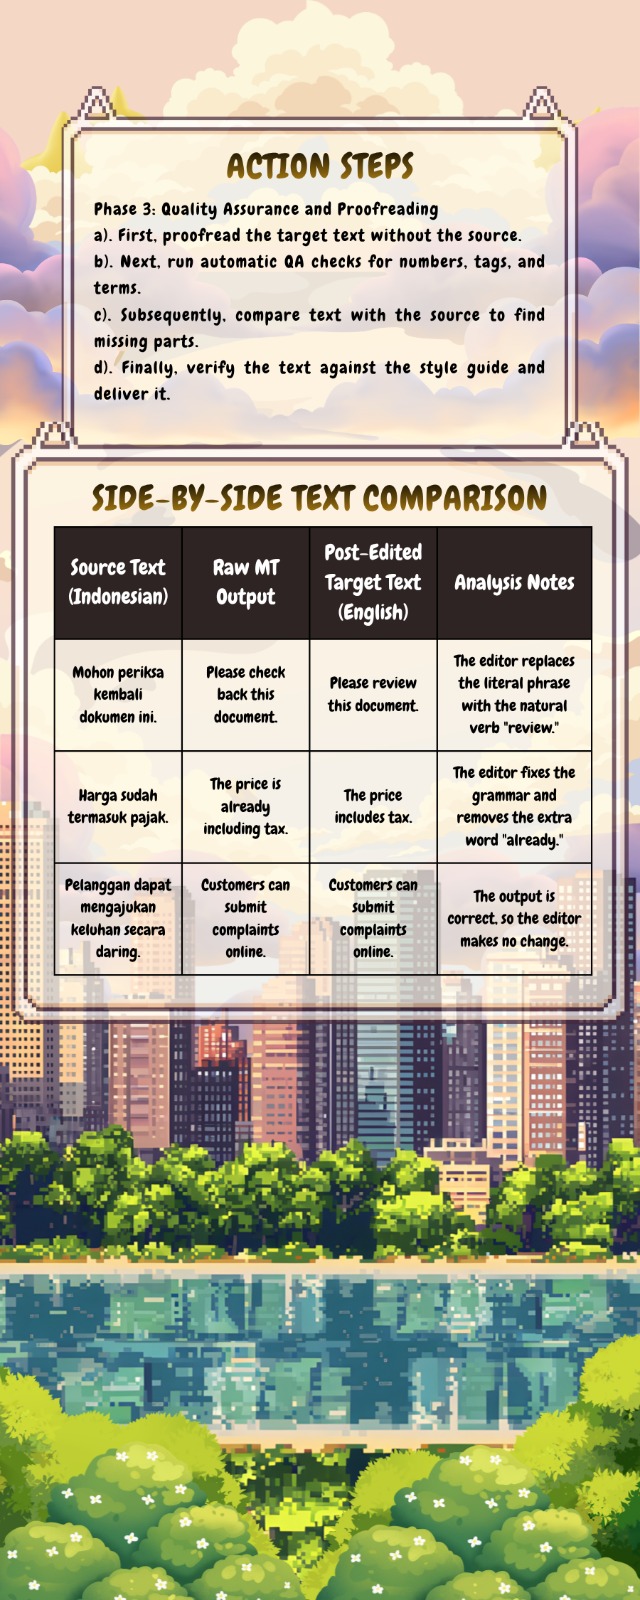 ACTION STEPS
Phase 3: Quality Assurance and Proofreading
a). First, proofread the target text without the source.
b). Next, run automatic QA checks for numbers, tags, and
terms.
c). Subsequently, compare text with the source to find
missing parts.
d). Finally, verify the text against the style guide and
deliver it.
SIDE-BY-SIDE TEXT COMPARISON
Source Text
(Indonesian)
Raw MT
Output
Post-Edited
Target Text
(English)
Analysis Notes
Mohon periksa
kembali
dokumen ini.
Please check
back this
document.
Please review
this document.
The editor replaces
the literal phrase
with the natural
verb "review."
Harga sudah
termasuk pajak.
The price is
already
including tax.
The price
includes tax.
The editor fixes the
grammar and
removes the extra
word "already."
Pelanggan dapat
mengajukan
keluhan secara
daring.
Customers can
submit
complaints
online.
Customers can
submit
complaints
online.
The output is
correct, so the editor
makes no change.